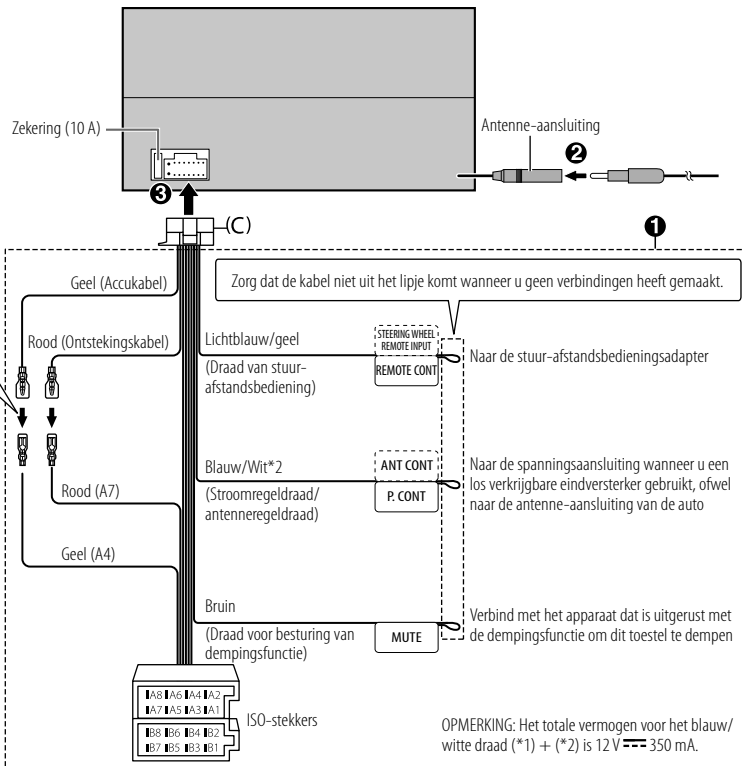 Zekering (10 A)
Antenne-aansluiting
❷
❸
(C)
❶
Geel (Accukabel)
Zorg dat de kabel niet uit het lipje komt wanneer u geen verbindingen heeft gemaakt.
Rood (Ontstekingskabel)
Lichtblauw/geel
(Draad van stuur-
afstandsbediening)
STEERING WHEEL
REMOTE INPUT
REMOTE CONT
Naar de stuur-afstandsbedieningsadapter
Blauw/Wit*2
(Stroomregeldraad/
antenneregeldraad)
ANT CONT
P. CONT
Naar de spanningsaansluiting wanneer u een
los verkrijgbare eindversterker gebruikt, ofwel
naar de antenne-aansluiting van de auto
Rood (A7)
Geel (A4)
Bruin
(Draad voor besturing van
dempingsfunctie)
MUTE
Verbind met het apparaat dat is uitgerust met
de dempingsfunctie om dit toestel te dempen
A8 A6 A4 A2
A7 A5 A3 A1
B8 B6 B4 B2
B7 B5 B3 B1
ISO-stekkers
OPMERKING: Het totale vermogen voor het blauw/
witte draad (*1) + (*2) is 12 V ⎓ 350 mA.